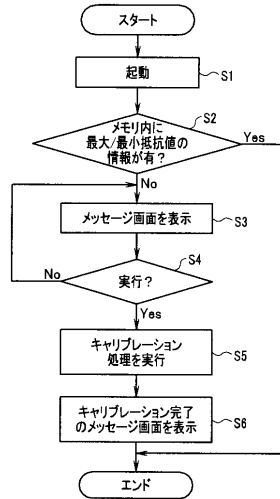 スタート
起動
S1
S2
メモリ内に
最大/最小抵抗値の
情報が有?
Yes
No
メッセージ画面を表示
S3
S4
実行?
No
Yes
キャリブレーション
処理を実行
S5
キャリブレーション完了
のメッセージ画面を表示
S6
エンド